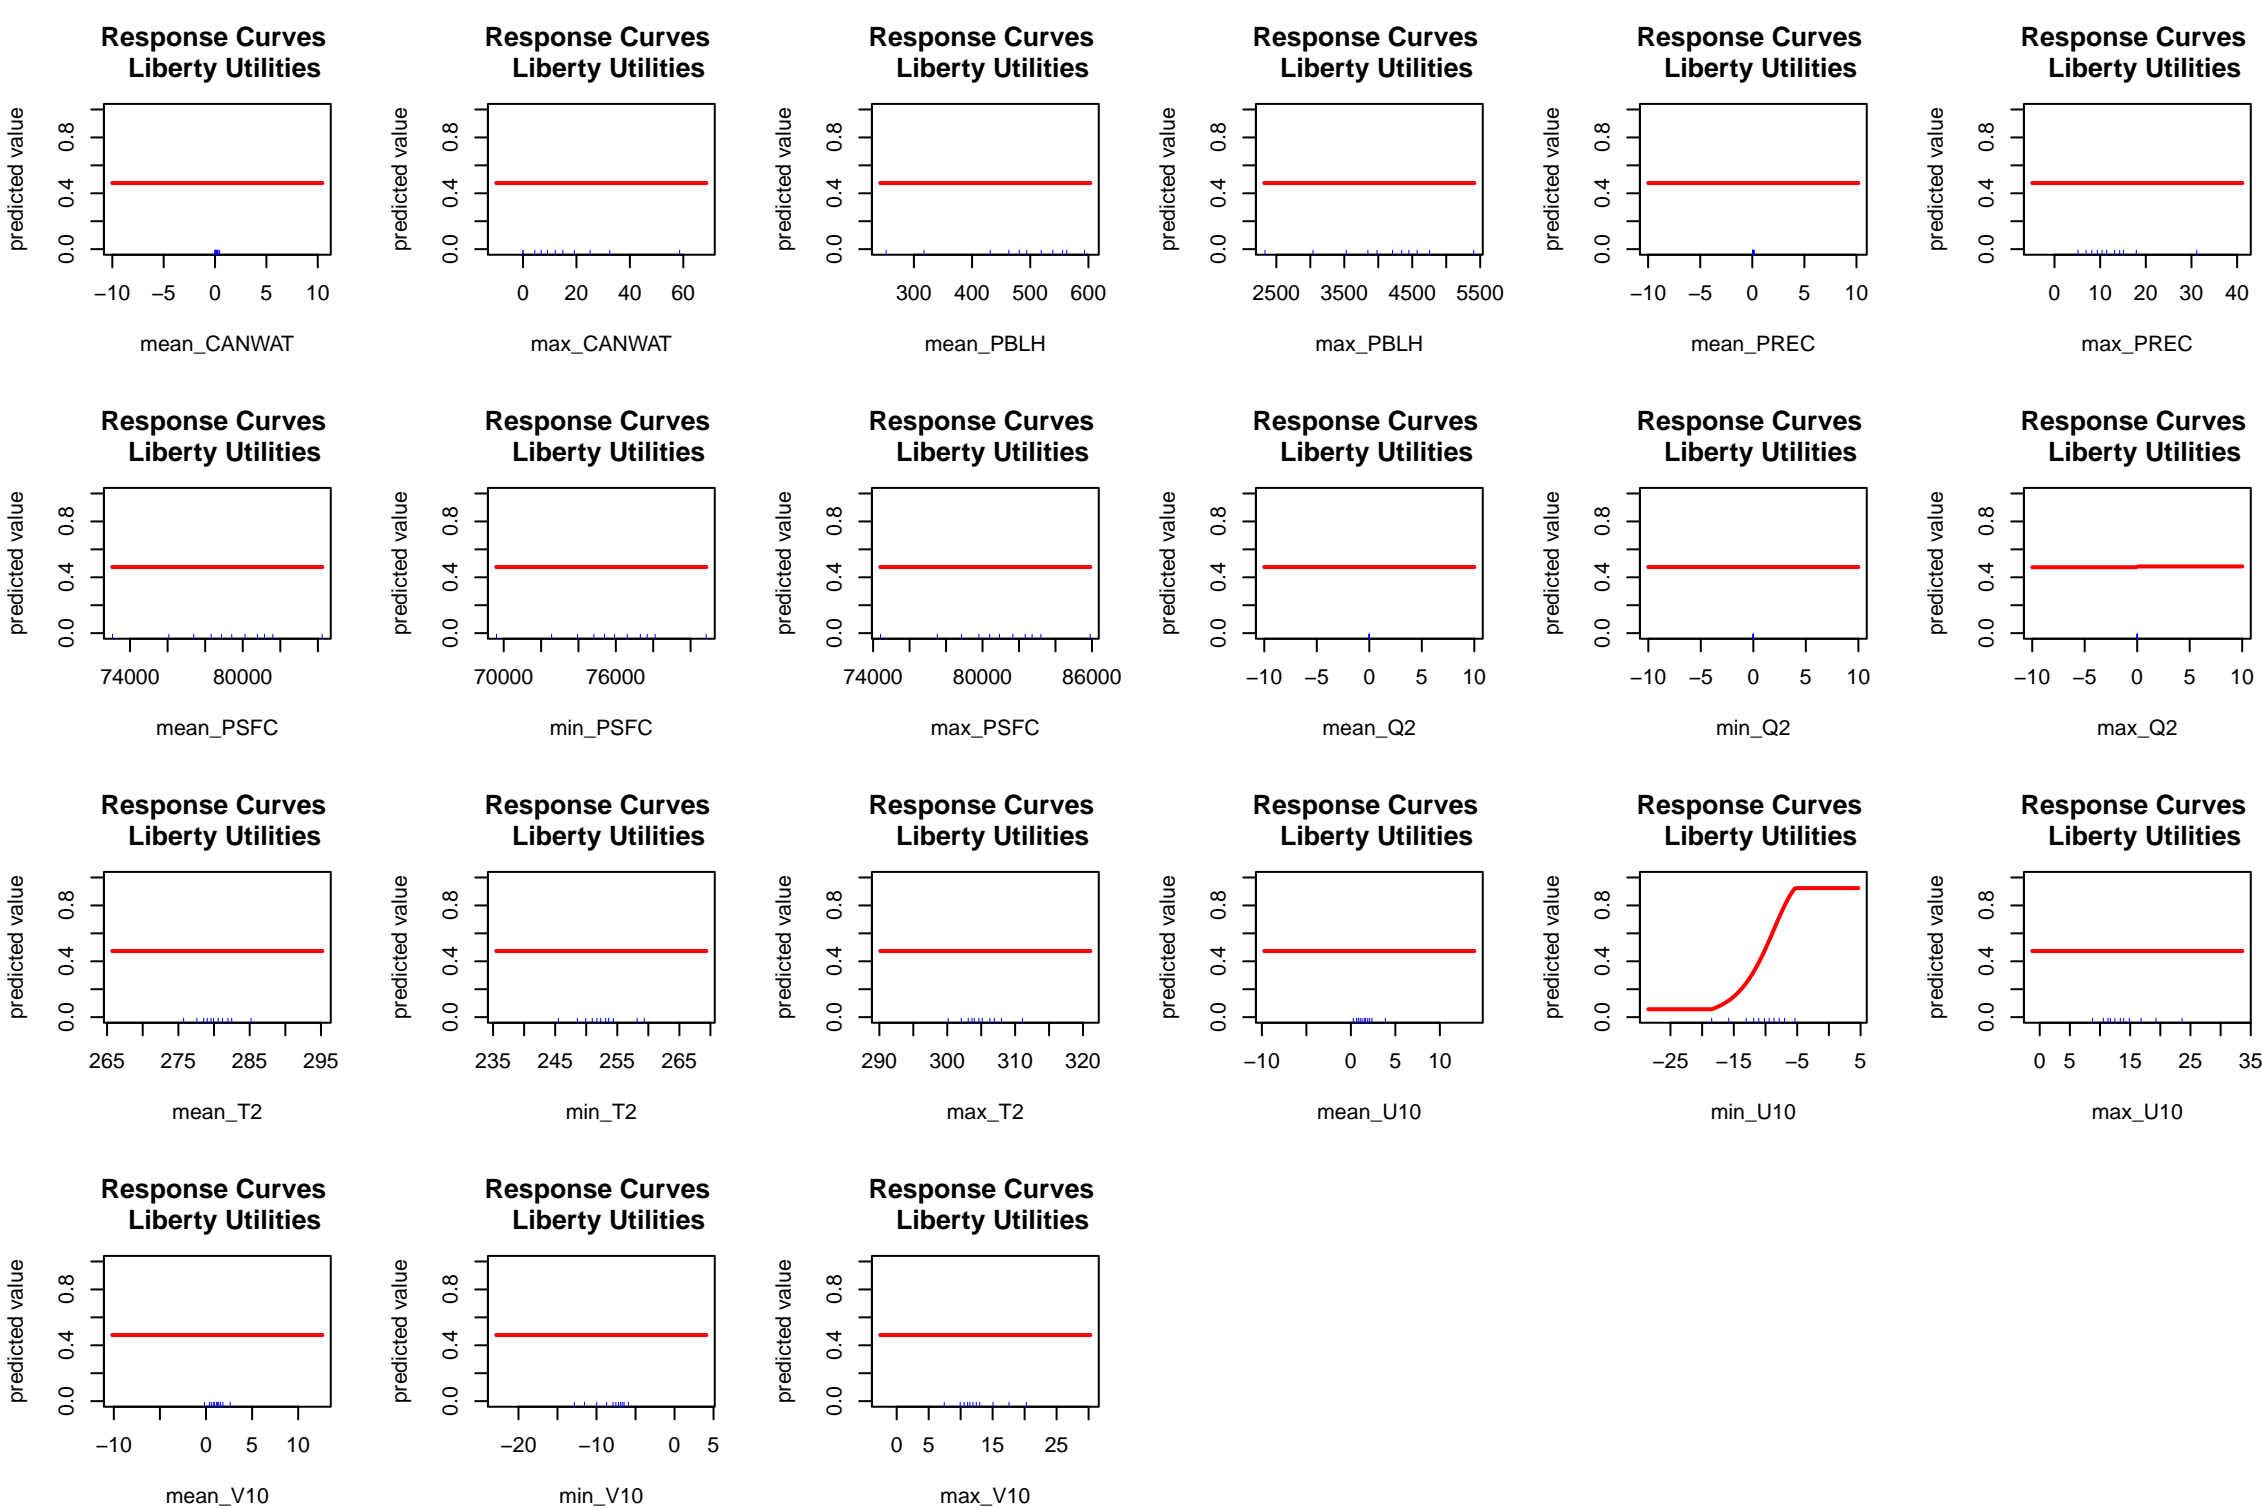 Response Curves
Liberty Utilities
predicted value
0.0 0.4 0.8
−10 −5 0 5 10
mean_CANWAT
Response Curves
Liberty Utilities
predicted value
0.0 0.4 0.8
0 20 40 60
max_CANWAT
Response Curves
Liberty Utilities
predicted value
0.0 0.4 0.8
300 400 500 600
mean_PBLH
Response Curves
Liberty Utilities
predicted value
0.0 0.4 0.8
2500 3500 4500 5500
max_PBLH
Response Curves
Liberty Utilities
predicted value
0.0 0.4 0.8
−10 −5 0 5 10
mean_PREC
Response Curves
Liberty Utilities
predicted value
0.0 0.4 0.8
0 10 20 30 40
max_PREC
Response Curves
Liberty Utilities
predicted value
0.0 0.4 0.8
74000 80000
mean_PSFC
Response Curves
Liberty Utilities
predicted value
0.0 0.4 0.8
70000 76000
min_PSFC
Response Curves
Liberty Utilities
predicted value
0.0 0.4 0.8
74000 80000 86000
max_PSFC
Response Curves
Liberty Utilities
predicted value
0.0 0.4 0.8
−10 −5 0 5 10
mean_Q2
Response Curves
Liberty Utilities
predicted value
0.0 0.4 0.8
−10 −5 0 5 10
min_Q2
Response Curves
Liberty Utilities
predicted value
0.0 0.4 0.8
−10 −5 0 5 10
max_Q2
Response Curves
Liberty Utilities
predicted value
0.0 0.4 0.8
265 275 285 295
mean_T2
Response Curves
Liberty Utilities
predicted value
0.0 0.4 0.8
235 245 255 265
min_T2
Response Curves
Liberty Utilities
predicted value
0.0 0.4 0.8
290 300 310 320
max_T2
Response Curves
Liberty Utilities
predicted value
0.0 0.4 0.8
−10 0 5 10
mean_U10
Response Curves
Liberty Utilities
predicted value
0.0 0.4 0.8
−25 −15 −5 5
min_U10
Response Curves
Liberty Utilities
predicted value
0.0 0.4 0.8
0 5 15 25 35
max_U10
Response Curves
Liberty Utilities
predicted value
0.0 0.4 0.8
−10 0 5 10
mean_V10
Response Curves
Liberty Utilities
predicted value
0.0 0.4 0.8
−20 −10 0 5
min_V10
Response Curves
Liberty Utilities
predicted value
0.0 0.4 0.8
0 5 15 25
max_V10